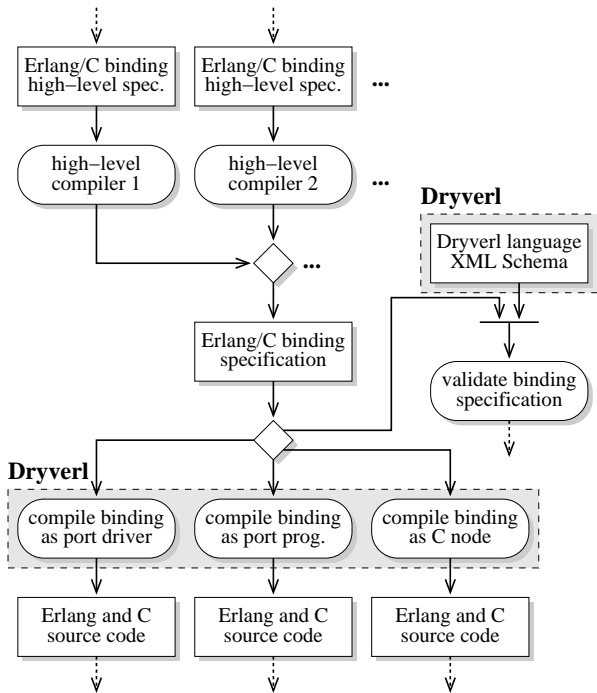 Erlang/C binding
high−level spec.
Erlang/C binding
high−level spec.
...
high−level
compiler 1
high−level
compiler 2
...
Dryverl
Dryverl language
XML Schema
...
Erlang/C binding
specification
validate binding
specification
Dryverl
compile binding
as port driver
compile binding
as port prog.
compile binding
as C node
Erlang and C
source code
Erlang and C
source code
Erlang and C
source code